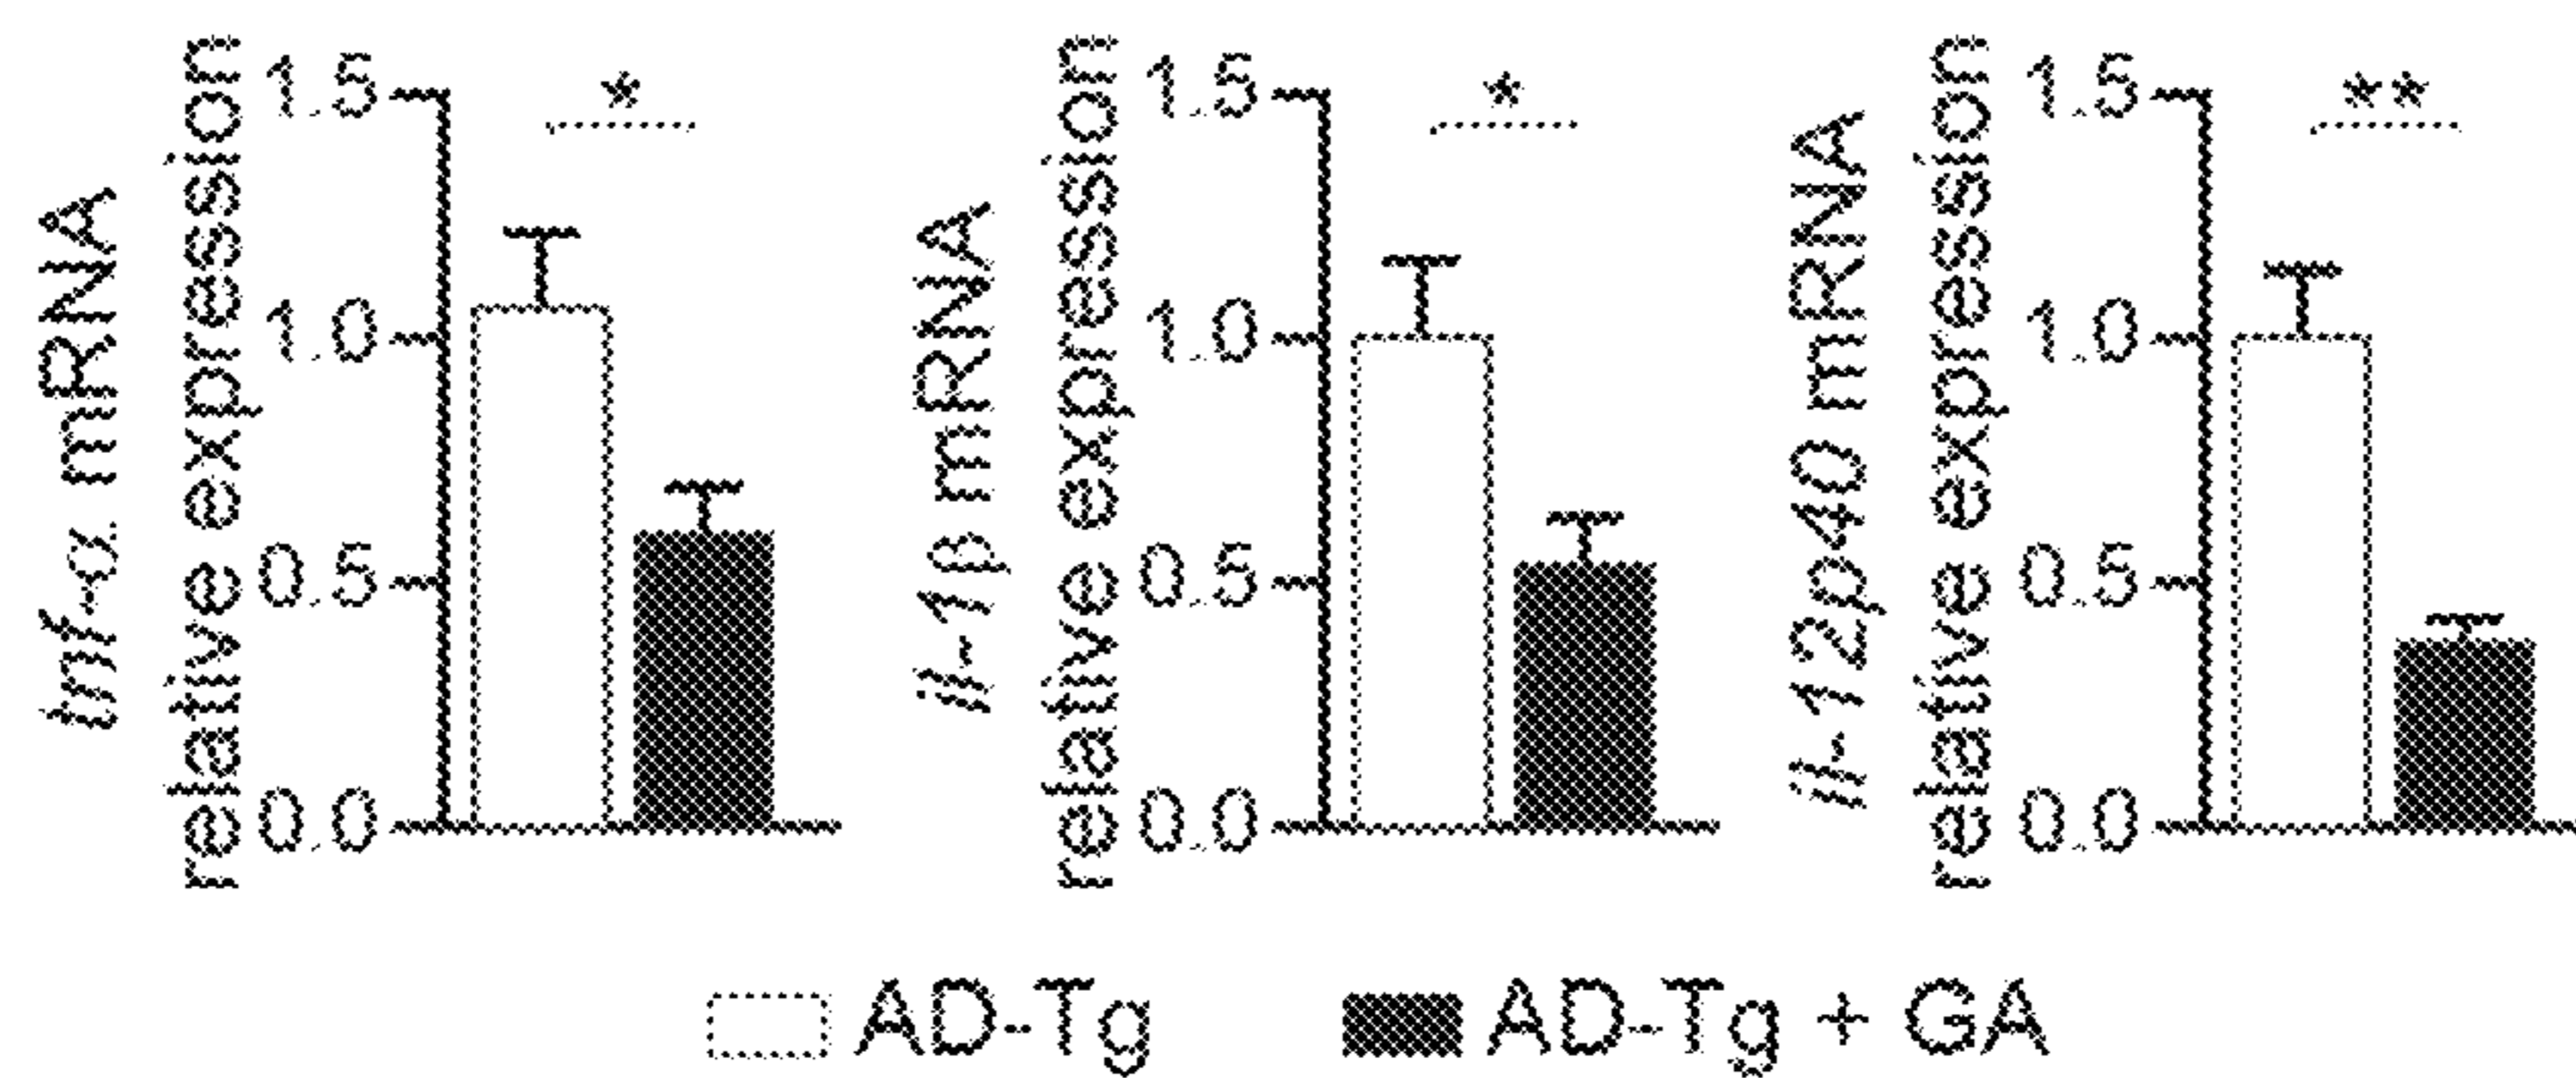 tnf-α mRNA
relative expression
1.5
1.0
0.5
0.0
*
il-1β mRNA
relative expression
1.5
1.0
0.5
0.0
*
il-12p40 mRNA
relative expression
1.5
1.0
0.5
0.0
**
AD-Tg
AD-Tg + GA